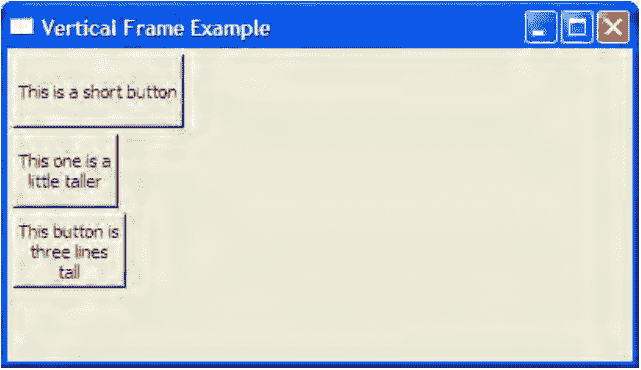 Vertical Frame Example
This is a short button
This one is a
little taller
This button is
three lines
tall